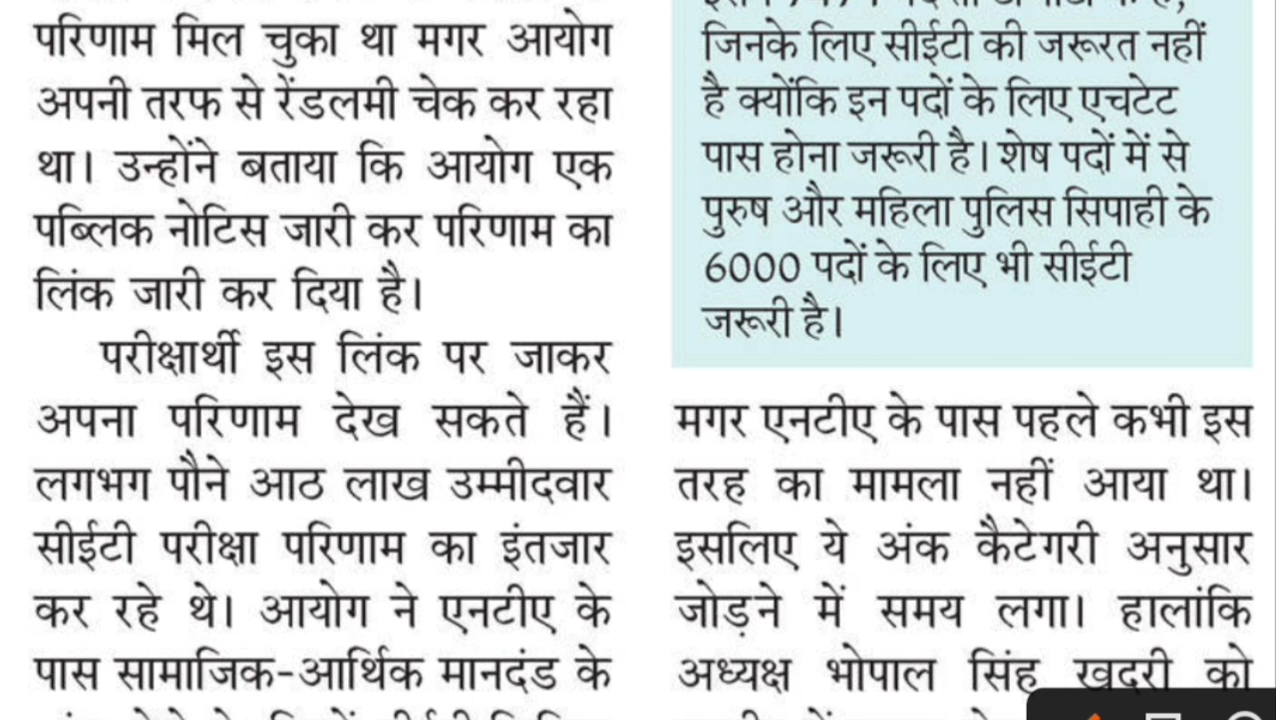 परिणाम मिल चुका था मगर आयोग
अपनी तरफ से रेंडलमी चेक कर रहा
था। उन्होंने बताया कि आयोग एक
पब्लिक नोटिस जारी कर परिणाम का
लिंक जारी कर दिया है।
परीक्षार्थी इस लिंक पर जाकर
अपना परिणाम देख सकते हैं।
लगभग पौने आठ लाख उम्मीदवार
सीईटी परीक्षा परिणाम का इंतजार
कर रहे थे। आयोग ने एनटीए के
पास सामाजिक-आर्थिक मानदंड के
जिनके लिए सीईटी की जरूरत नहीं
है क्योंकि इन पदों के लिए एचटेट
पास होना जरूरी है। शेष पदों में से
पुरुष और महिला पुलिस सिपाही के
6000 पदों के लिए भी सीईटी
जरूरी है।
मगर एनटीए के पास पहले कभी इस
तरह का मामला नहीं आया था।
इसलिए ये अंक कैटेगरी अनुसार
जोड़ने में समय लगा। हालांकि
अध्यक्ष भोपाल सिंह खदरी को